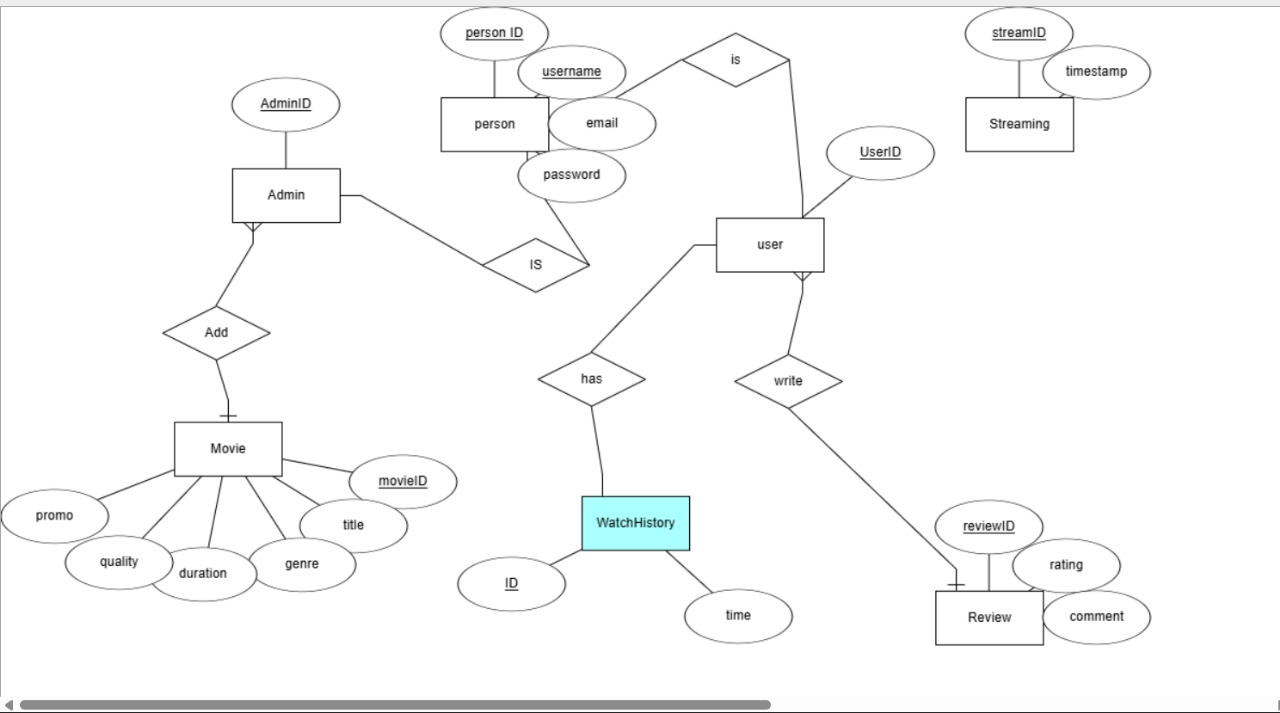 person ID
streamID
username
timestamp
is
AdminID
person
email
Streaming
UserID
password
Admin
user
IS
Add
has
write
Movie
movieID
promo
title
WatchHistory
reviewID
quality
duration
genre
rating
ID
time
Review
comment